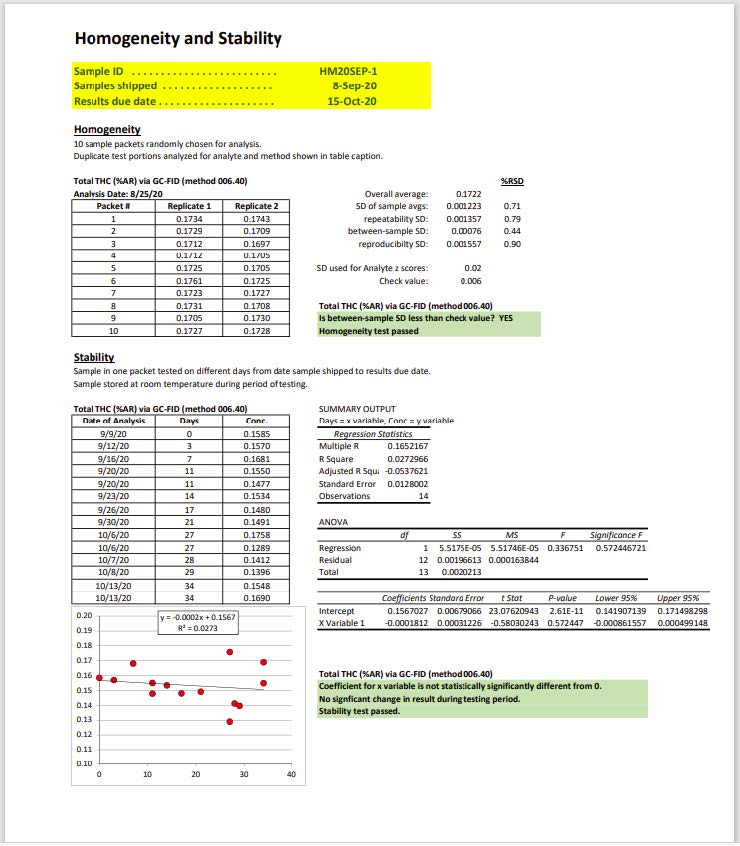 Homogeneity and Stability
Sample ID . . . . . . . . . . . . . . . . . . . . . . . . . HM20SEP-1
Samples shipped . . . . . . . . . . . . . . . . . . . 8-Sep-20
Results due date . . . . . . . . . . . . . . . . . . . . 15-Oct-20
Homogeneity
10 sample packets randomly chosen for analysis.
Duplicate test portions analyzed for analyte and method shown in table caption.
Total THC (%AR) via GC-FID (method 006.40)
Analysis Date: 8/25/20
Packet # Replicate 1 Replicate 2
1 0.1734 0.1743
2 0.1729 0.1709
3 0.1712 0.1697
4 0.1712 0.1705
5 0.1725 0.1705
6 0.1761 0.1725
7 0.1723 0.1727
8 0.1731 0.1708
9 0.1705 0.1730
10 0.1727 0.1728
%RSD
Overall average: 0.1722
SD of sample avgs: 0.001223 0.71
repeatability SD: 0.001357 0.79
between-sample SD: 0.00076 0.44
reproducibilty SD: 0.001557 0.90
SD used for Analyte z scores: 0.02
Check value: 0.006
Total THC (%AR) via GC-FID (method 006.40)
Is between-sample SD less than check value? YES
Homogeneity test passed
Stability
Sample in one packet tested on different days from date sample shipped to results due date.
Sample stored at room temperature during period of testing.
Total THC (%AR) via GC-FID (method 006.40)
Date of Analysis Days Conc.
9/9/20 0 0.1585
9/12/20 3 0.1570
9/16/20 7 0.1681
9/20/20 11 0.1550
9/20/20 11 0.1477
9/23/20 14 0.1534
9/26/20 17 0.1480
9/30/20 21 0.1491
10/6/20 27 0.1758
10/6/20 27 0.1289
10/7/20 28 0.1412
10/8/20 29 0.1396
10/13/20 34 0.1548
10/13/20 34 0.1690
SUMMARY OUTPUT
Days = x variable, Conc = y variable
Regression Statistics
Multiple R 0.1652167
R Square 0.0272966
Adjusted R Squ -0.0537621
Standard Error 0.0128002
Observations 14
ANOVA
df SS MS F Significance F
Regression 1 5.5175E-05 5.51746E-05 0.336751 0.572446721
Residual 12 0.00196613 0.000163844
Total 13 0.0020213
Coefficients Standard Error t Stat P-value Lower 95% Upper 95%
Intercept 0.1567027 0.00679066 23.07620943 2.61E-11 0.141907139 0.171498298
X Variable 1 -0.0001812 0.00031226 -0.58030243 0.572447 -0.000861557 0.000499148
y = -0.0002x + 0.1567
R² = 0.0273
0.20
0.19
0.18
0.17
0.16
0.15
0.14
0.13
0.12
0.11
0.10
0 10 20 30 40
Total THC (%AR) via GC-FID (method 006.40)
Coefficient for x variable is not statistically significantly different from 0.
No signficant change in result during testing period.
Stability test passed.